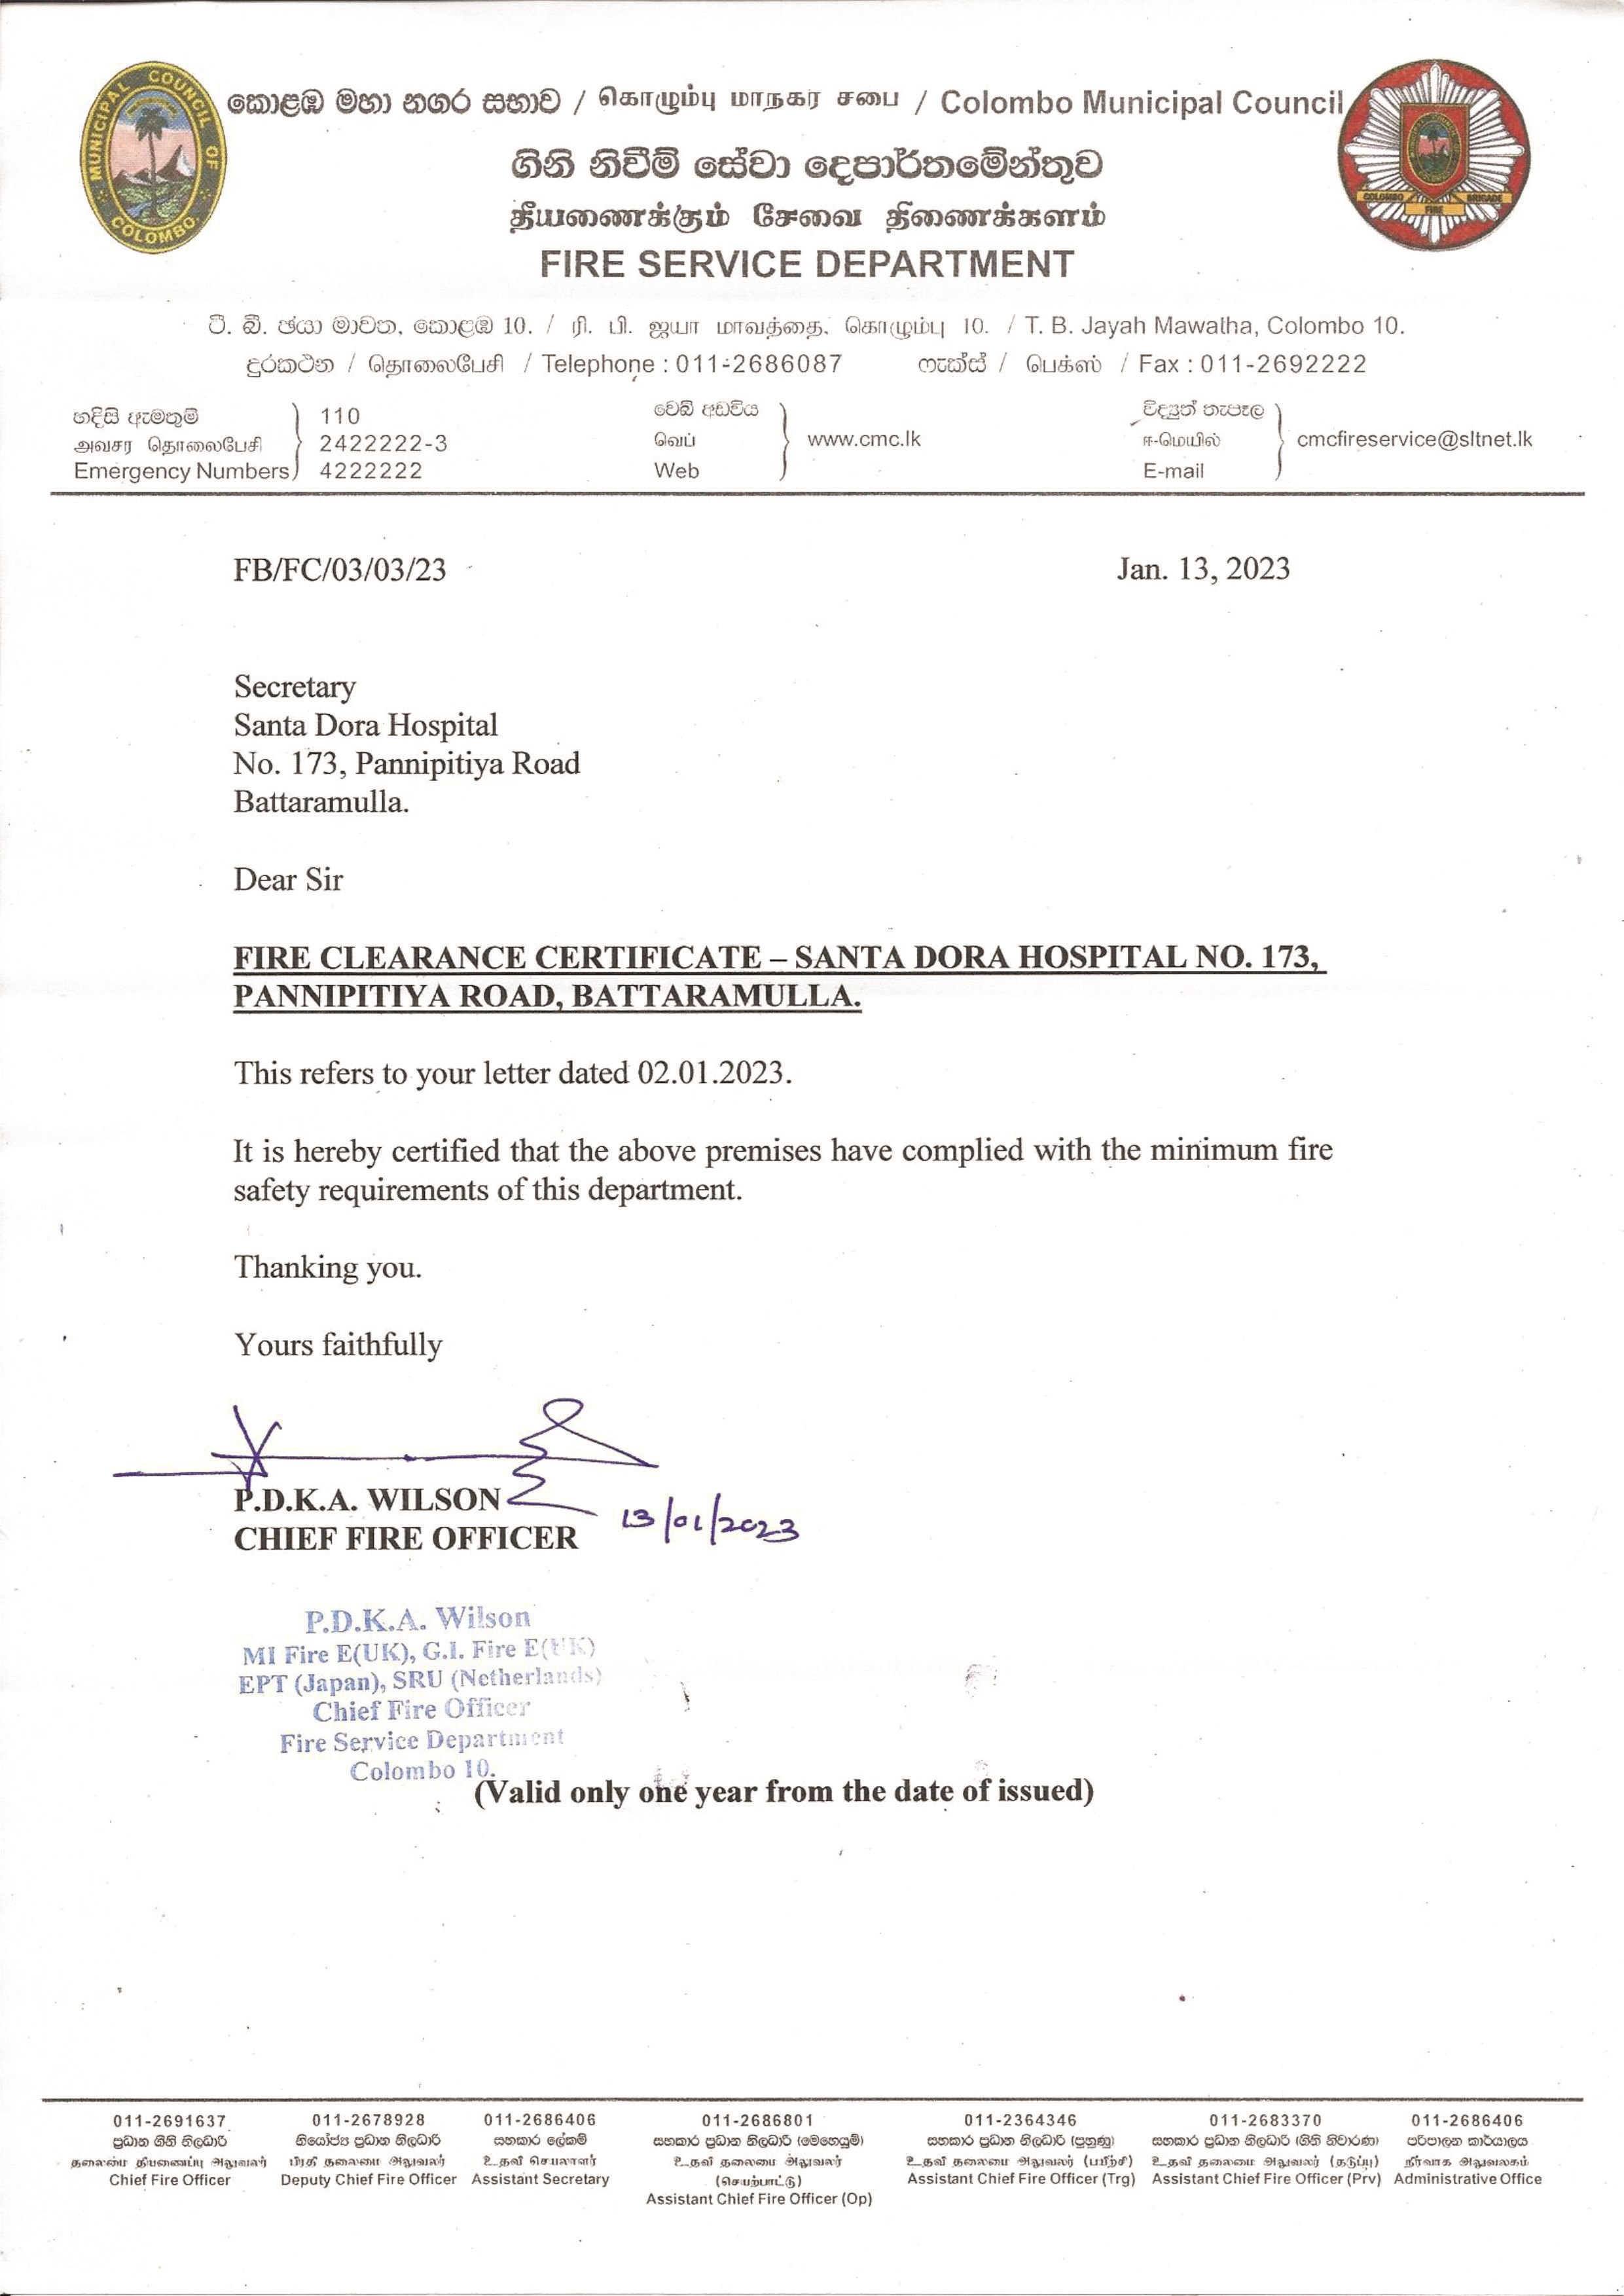 MUNICIPAL COUNCIL OF COLOMBO
කොළඹ මහා නගර සභාව / கொழும்பு மாநகர சபை / Colombo Municipal Council
ගිනි නිවීම් සේවා දෙපාර්තමේන්තුව
தீயணைக்கும் சேவை திணைக்களம்
FIRE SERVICE DEPARTMENT
COLOMBO FIRE BRIGADE
ටී. බී. ජයා මාවත, කොළඹ 10. / ரி. பி. ஜயா மாவத்தை, கொழும்பு 10. / T. B. Jayah Mawatha, Colombo 10.
දුරකථන / தொலைபேசி / Telephone : 011-2686087 ෆැක්ස් / பெக்ஸ் / Fax : 011-2692222
හදිසි ඇමතුම් 110 වෙබ් අඩවිය විද්‍යුත් තැපෑල
அவசர தொலைபேசி 2422222-3 வெப் www.cmc.lk ஈ-மெயில் cmcfireservice@sltnet.lk
Emergency Numbers 4222222 Web E-mail
FB/FC/03/03/23 Jan. 13, 2023
Secretary
Santa Dora Hospital
No. 173, Pannipitiya Road
Battaramulla.
Dear Sir
FIRE CLEARANCE CERTIFICATE – SANTA DORA HOSPITAL NO. 173,
PANNIPITIYA ROAD, BATTARAMULLA.
This refers to your letter dated 02.01.2023.
It is hereby certified that the above premises have complied with the minimum fire
safety requirements of this department.
Thanking you.
Yours faithfully
P.D.K.A. WILSON
CHIEF FIRE OFFICER 13/01/2023
P.D.K.A. Wilson
MI Fire E(UK), G.I. Fire E(UK)
EPT (Japan), SRU (Netherlands)
Chief Fire Officer
Fire Service Department
Colombo 10.
(Valid only one year from the date of issued)
011-2691637 011-2678928 011-2686406 011-2686801 011-2364346 011-2683370 011-2686406
ප්‍රධාන ගිනි නිලධාරි නියෝජ්‍ය ප්‍රධාන නිලධාරි සහකාර ලේකම් සහකාර ප්‍රධාන නිලධාරි (මෙහෙයුම්) සහකාර ප්‍රධාන නිලධාරි (පුහුණු) සහකාර ප්‍රධාන නිලධාරි (ගිනි නිවාරණ) පරිපාලන කාර්යාලය
தலைமை தீயணைப்பு அலுவலர் பிரதி தலைமை அலுவலர் உதவி செயலாளர் உதவி தலைமை அலுவலர் உதவி தலைமை அலுவலர் (பயிற்சி) உதவி தலைமை அலுவலர் (தடுப்பு) நிர்வாக அலுவலகம்
(செயற்பாட்டு)
Chief Fire Officer Deputy Chief Fire Officer Assistant Secretary Assistant Chief Fire Officer (Op) Assistant Chief Fire Officer (Trg) Assistant Chief Fire Officer (Prv) Administrative Office